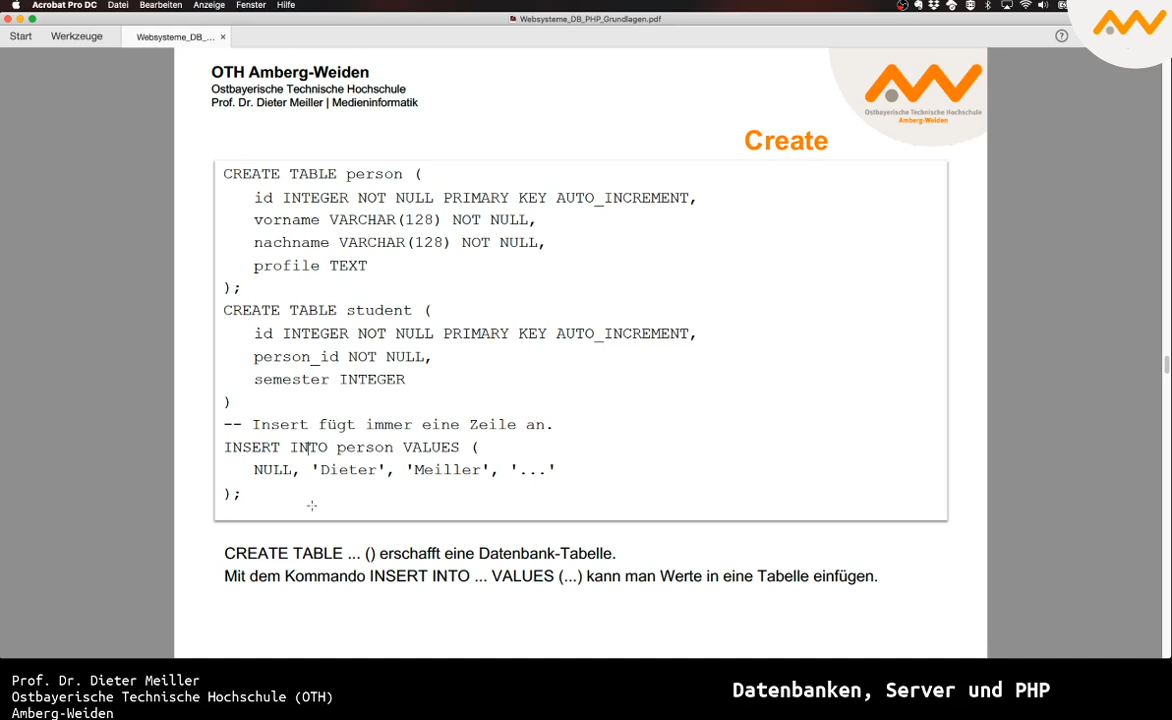 Acrobat Pro DC Datei Bearbeiten Anzeige Fenster Hilfe
Websysteme_DB_PHP_Grundlagen.pdf
Start Werkzeuge Websysteme_DB_... × ?
OTH Amberg-Weiden
Ostbayerische Technische Hochschule
Prof. Dr. Dieter Meiller | Medieninformatik
Ostbayerische Technische Hochschule
Amberg-Weiden
Create
CREATE TABLE person (
id INTEGER NOT NULL PRIMARY KEY AUTO_INCREMENT,
vorname VARCHAR(128) NOT NULL,
nachname VARCHAR(128) NOT NULL,
profile TEXT
);
CREATE TABLE student (
id INTEGER NOT NULL PRIMARY KEY AUTO_INCREMENT,
person_id NOT NULL,
semester INTEGER
)
-- Insert fügt immer eine Zeile an.
INSERT INTO person VALUES (
NULL, 'Dieter', 'Meiller', '...'
);
CREATE TABLE ... () erschafft eine Datenbank-Tabelle.
Mit dem Kommando INSERT INTO ... VALUES (...) kann man Werte in eine Tabelle einfügen.
Prof. Dr. Dieter Meiller
Ostbayerische Technische Hochschule (OTH)
Amberg-Weiden
Datenbanken, Server und PHP